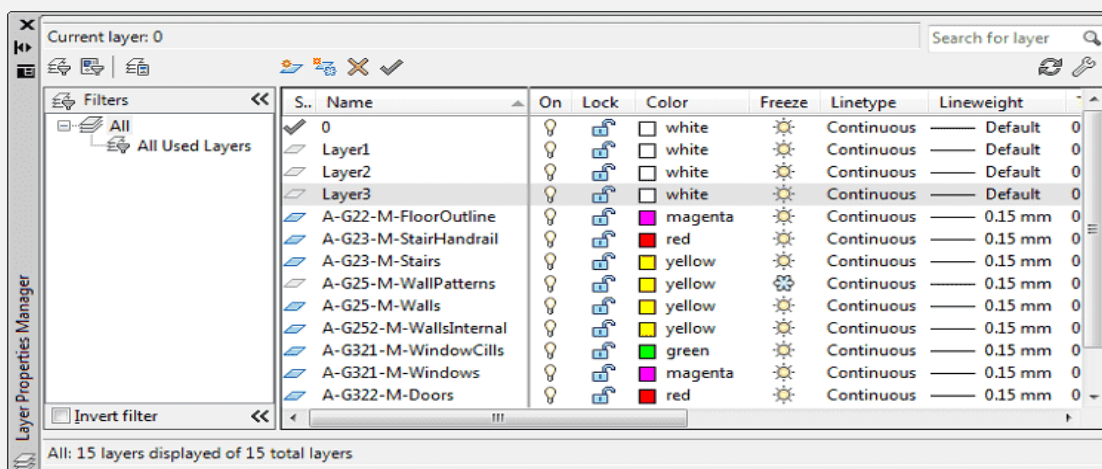 Current layer: 0
Search for layer
Filters
All
All Used Layers
Invert filter
S.. Name On Lock Color Freeze Linetype Lineweight
0 white Continuous Default 0
Layer1 white Continuous Default 0
Layer2 white Continuous Default 0
Layer3 white Continuous Default 0
A-G22-M-FloorOutline magenta Continuous 0.15 mm 0
A-G23-M-StairHandrail red Continuous 0.15 mm 0
A-G23-M-Stairs yellow Continuous 0.15 mm 0
A-G25-M-WallPatterns yellow Continuous 0.15 mm 0
A-G25-M-Walls yellow Continuous 0.15 mm 0
A-G252-M-WallsInternal yellow Continuous 0.15 mm 0
A-G321-M-WindowCills green Continuous 0.15 mm 0
A-G321-M-Windows magenta Continuous 0.15 mm 0
A-G322-M-Doors red Continuous 0.15 mm 0
Layer Properties Manager
All: 15 layers displayed of 15 total layers